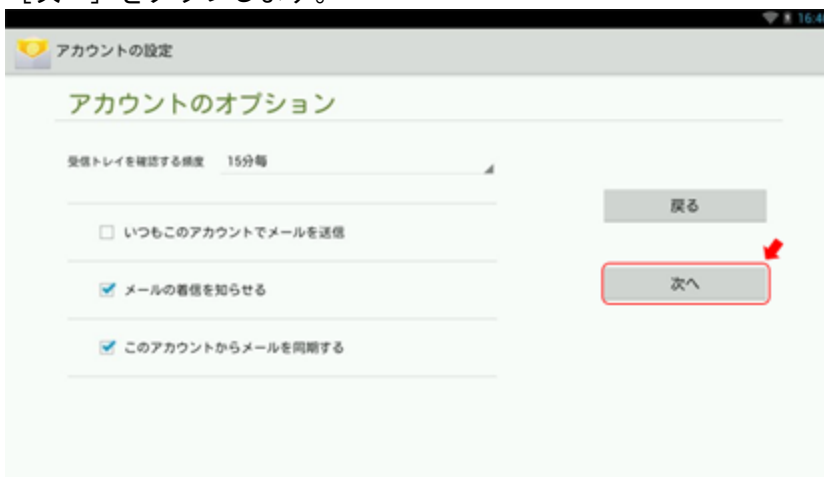 16:4
アカウントの設定
アカウントのオプション
受信トレイを確認する頻度 15分毎
戻る
いつもこのアカウントでメールを送信
次へ
メールの着信を知らせる
このアカウントからメールを同期する